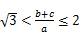 √3 < (b+c)/a ≤ 2